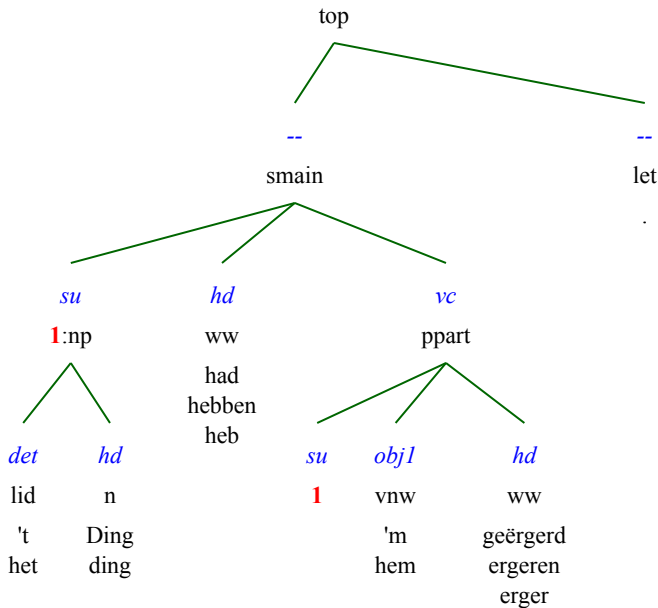 top
-- --
smain let
.
su hd vc
1:np ww ppart
had
hebben
heb
det hd su obj1 hd
lid n 1 vnw ww
't Ding 'm geërgerd
het ding hem ergeren
erger